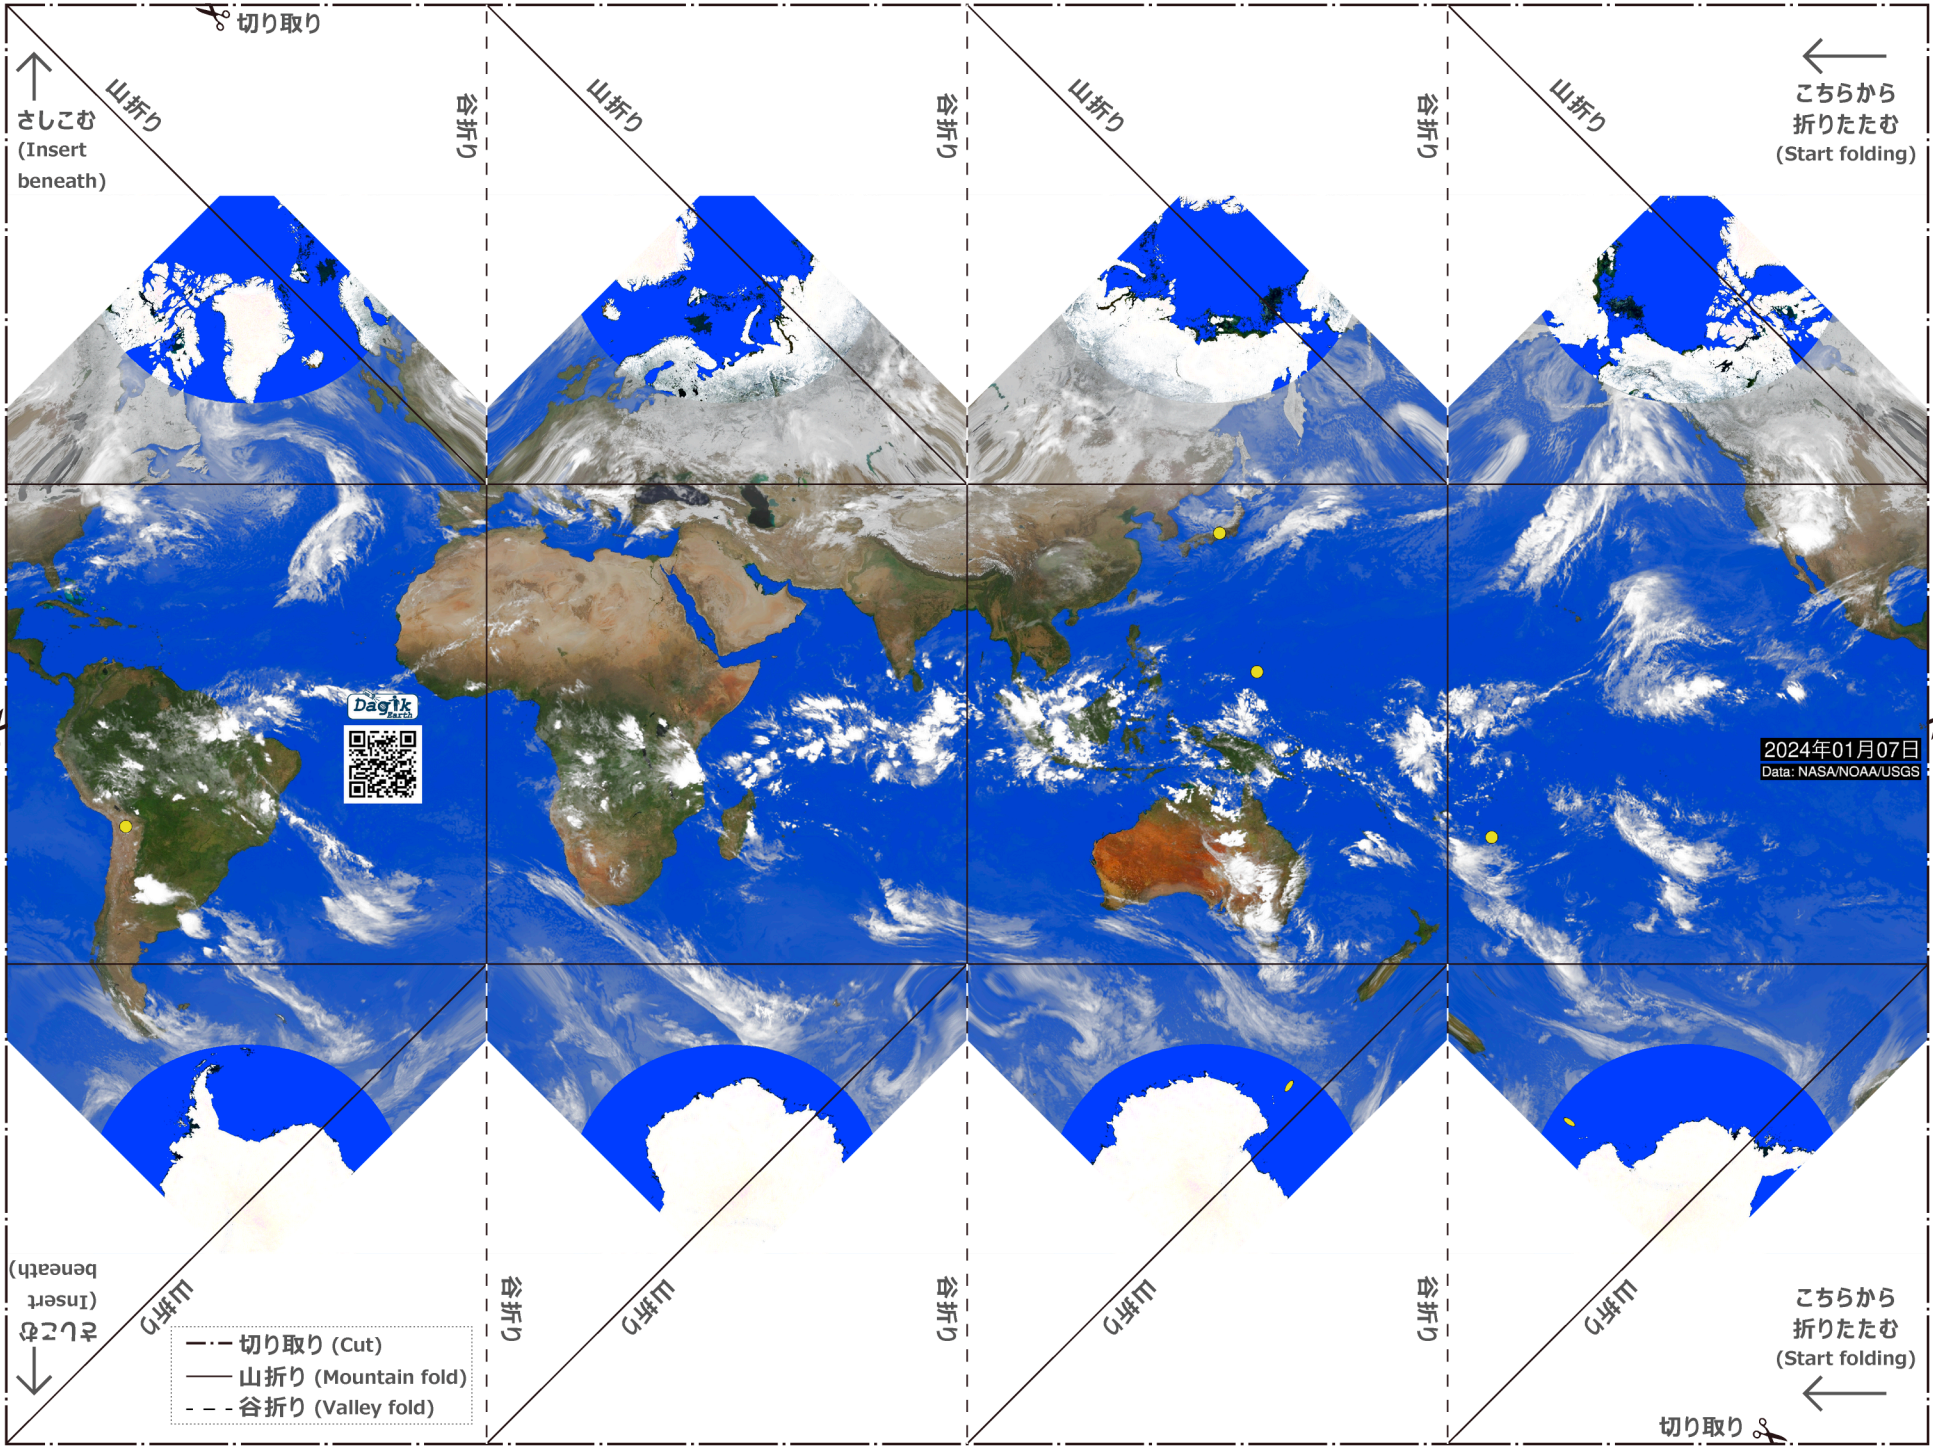 切り取り
さしこむ
(Insert
beneath)
山折り
谷折り
山折り
谷折り
山折り
谷折り
山折り
こちらから
折りたたむ
(Start folding)
Dagik
Earth
2024年01月07日
Data: NASA/NOAA/USGS
さしこむ
(Insert
beneath)
山折り
谷折り
山折り
谷折り
山折り
谷折り
山折り
こちらから
折りたたむ
(Start folding)
切り取り (Cut)
山折り (Mountain fold)
谷折り (Valley fold)
切り取り